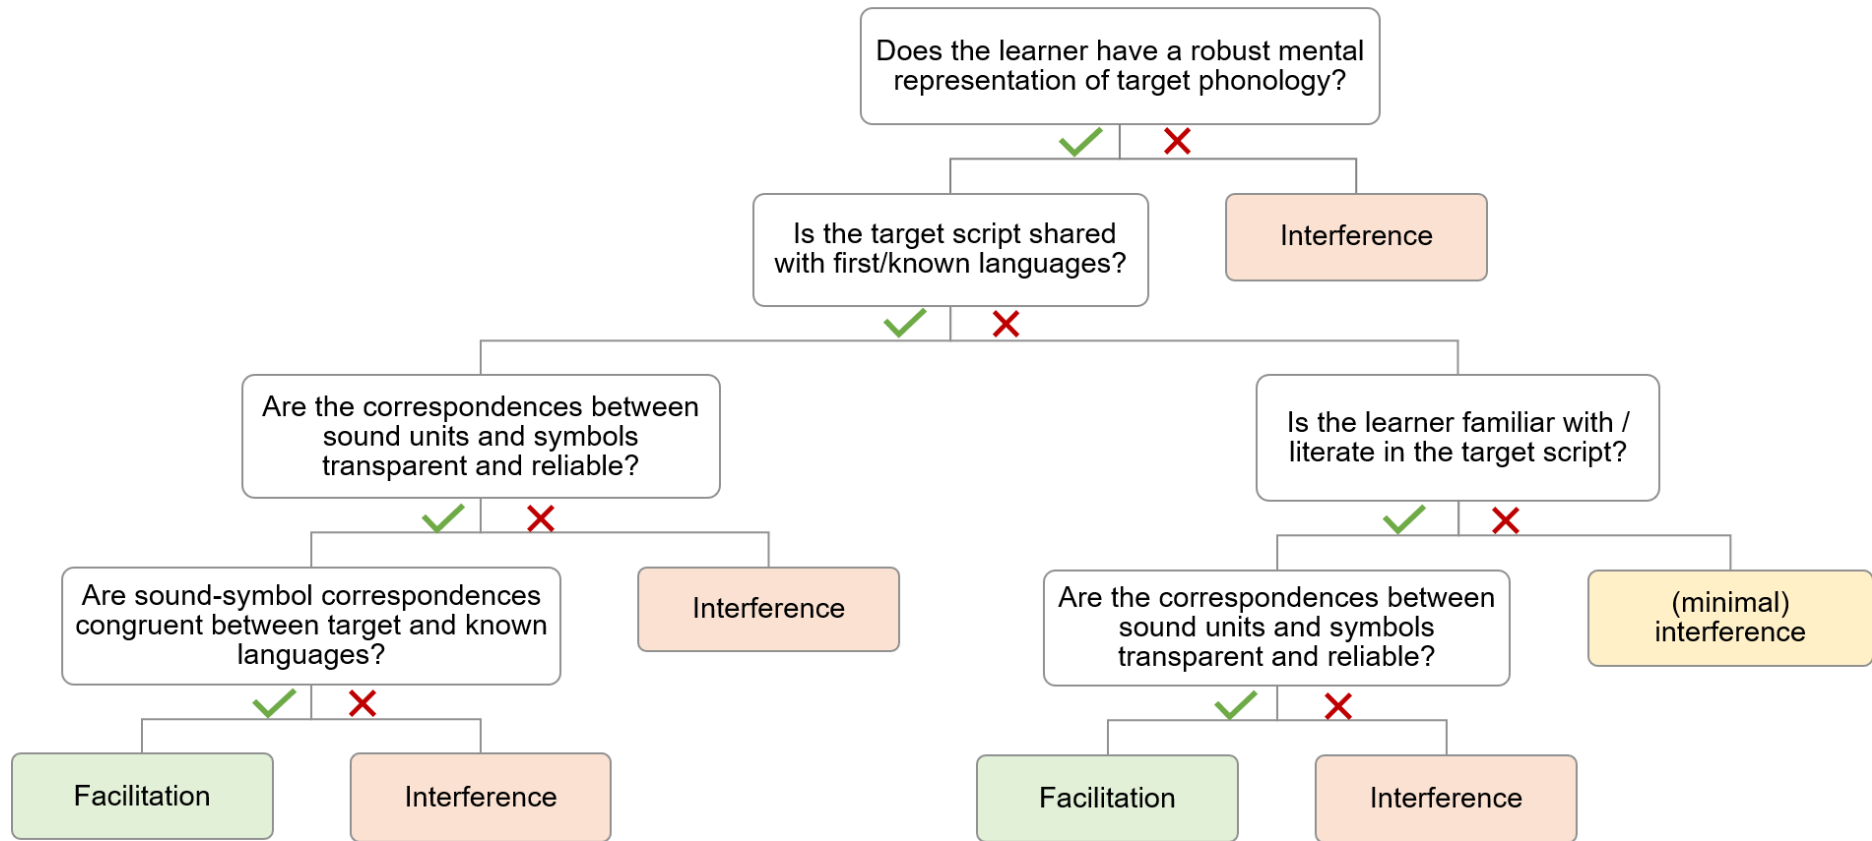 Does the learner have a robust mental
representation of target phonology?
Is the target script shared
with first/known languages?
Interference
Are the correspondences between
sound units and symbols
transparent and reliable?
Is the learner familiar with /
literate in the target script?
Are sound-symbol correspondences
congruent between target and known
languages?
Interference
Are the correspondences between
sound units and symbols
transparent and reliable?
(minimal)
interference
Facilitation
Interference
Facilitation
Interference